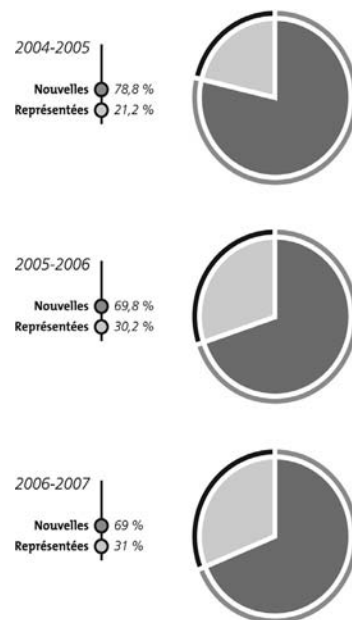 2004-2005
Nouvelles 78,8 %
Représentées 21,2 %
2005-2006
Nouvelles 69,8 %
Représentées 30,2 %
2006-2007
Nouvelles 69 %
Représentées 31 %